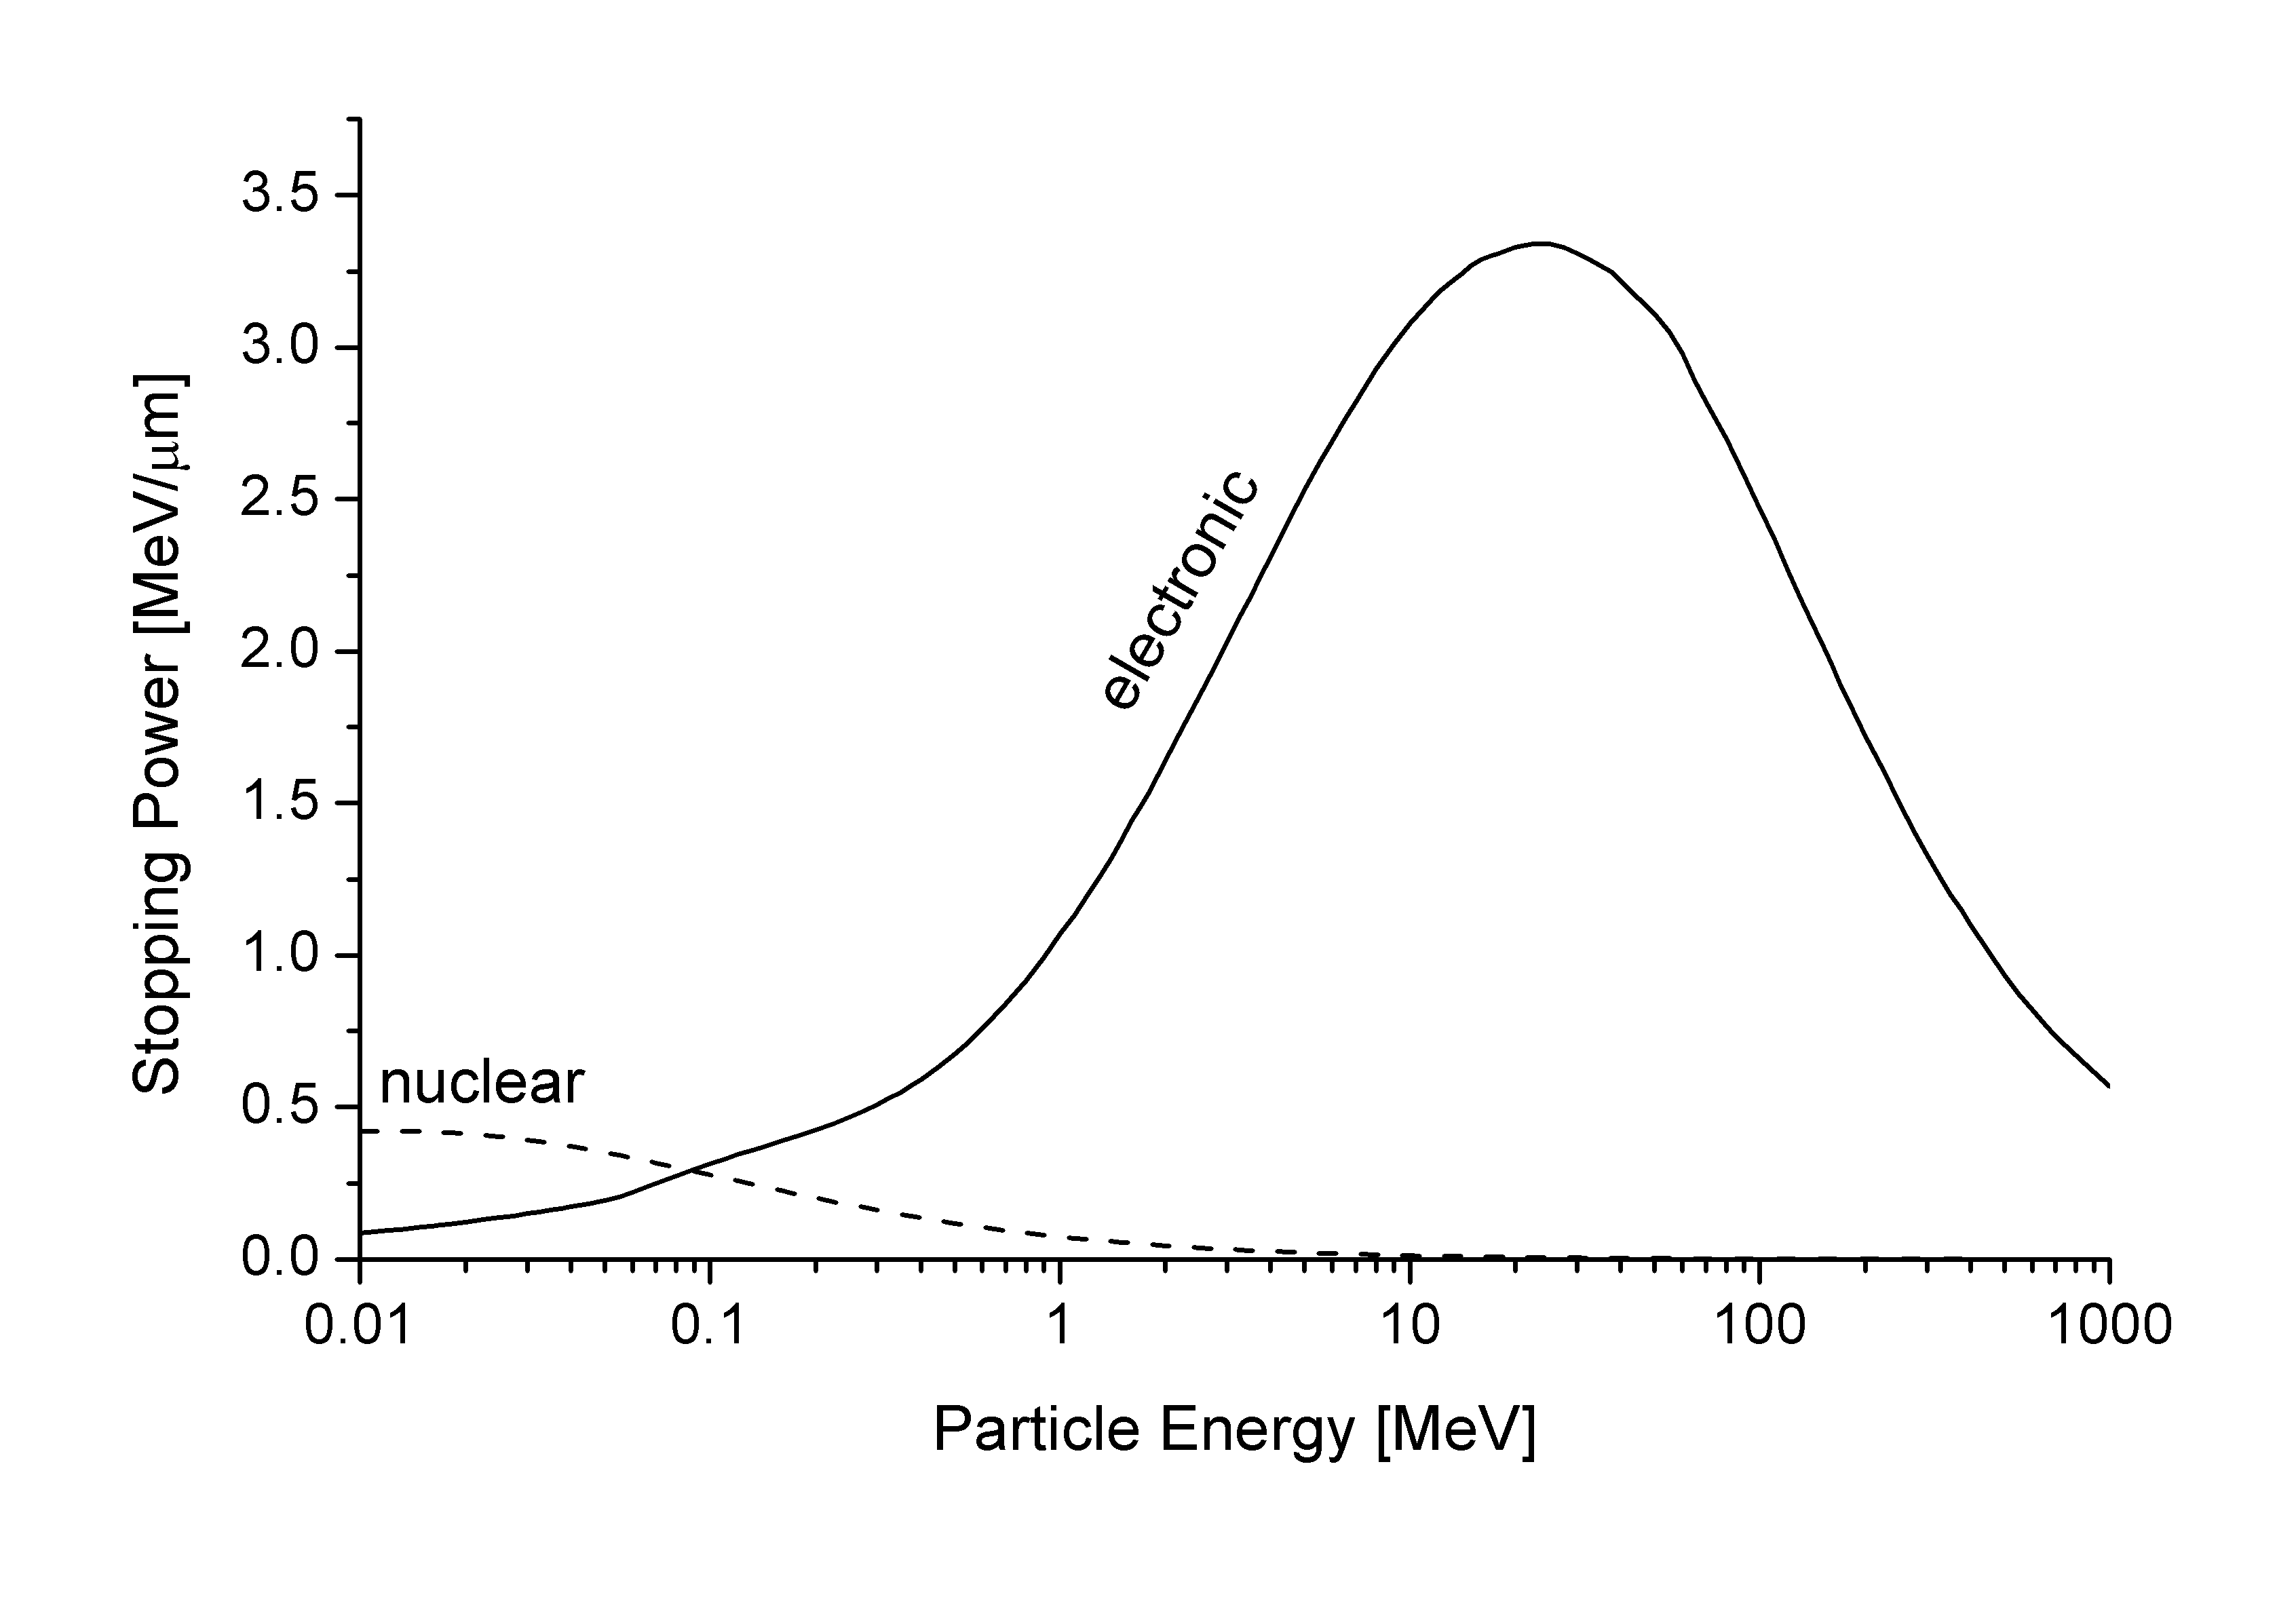 Stopping Power [MeV/μm]
3.5
3.0
2.5
2.0
1.5
1.0
0.5
0.0
electronic
nuclear
0.01 0.1 1 10 100 1000
Particle Energy [MeV]